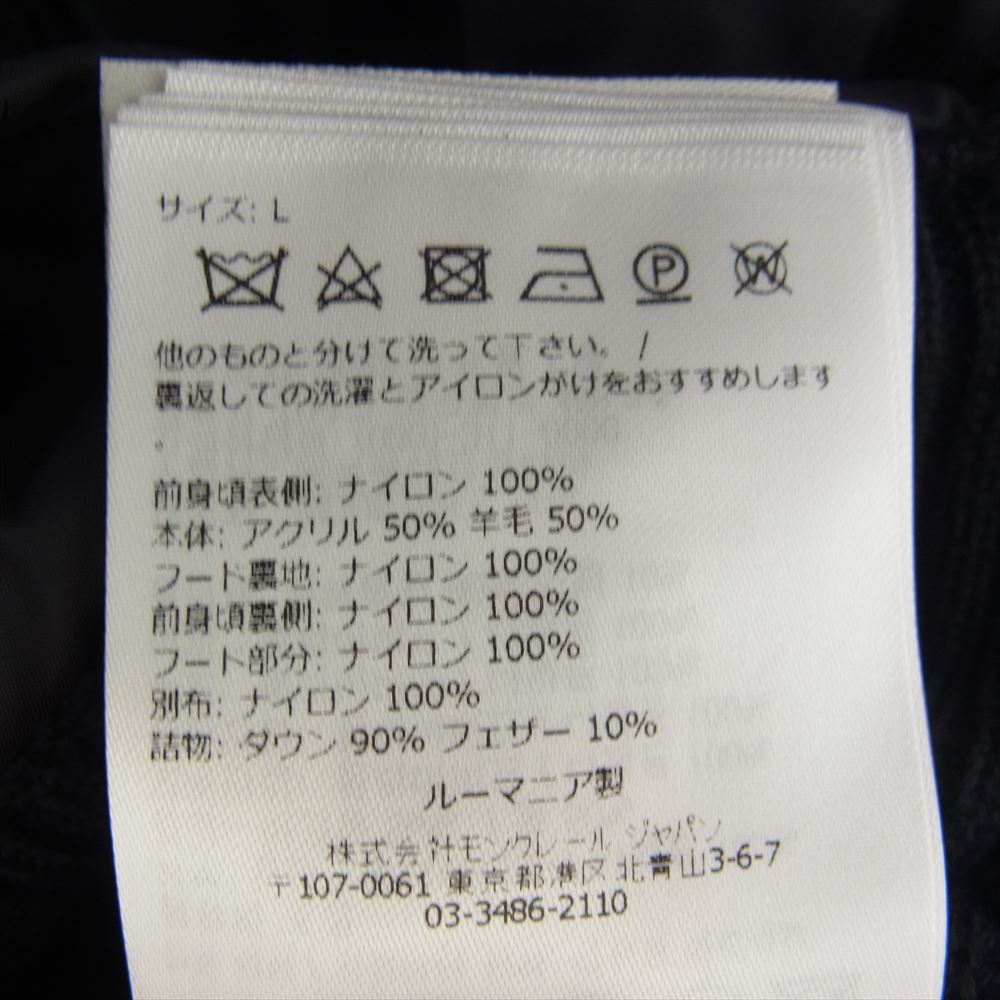 サイズ: L
P
W
他のものと分けて洗って下さい。 /
裏返しての洗濯とアイロンがけをおすすめします
。
前身頃表側: ナイロン 100%
本体: アクリル 50% 羊毛 50%
フート裏地: ナイロン 100%
前身頃裏側: ナイロン 100%
フート部分: ナイロン 100%
別布: ナイロン 100%
詰物: ダウン 90% フェザー 10%
ルーマニア製
株式会社モンクレール ジャパン
〒107-0061 東京都港区北青山3-6-7
03-3486-2110